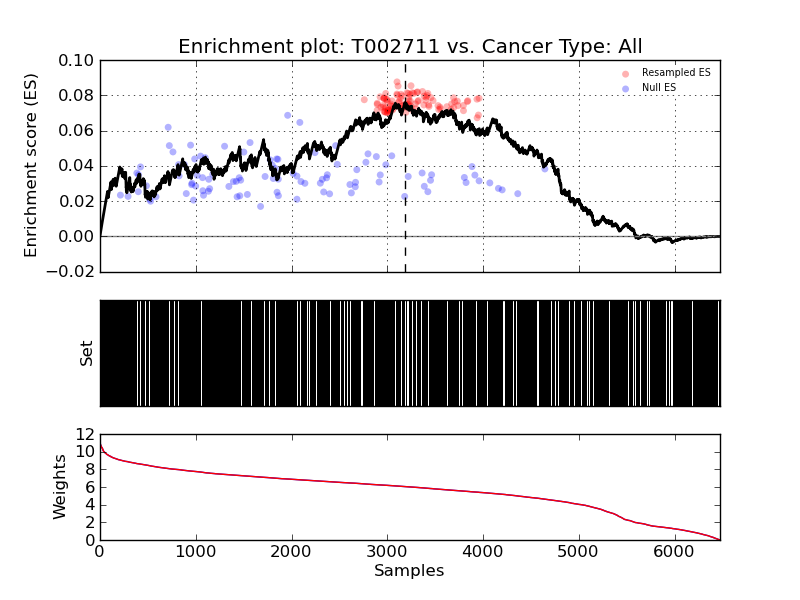 Enrichment plot: T002711 vs. Cancer Type: All
Enrichment score (ES)
0.10
0.08
0.06
0.04
0.02
0.00
−0.02
Resampled ES
Null ES
Set
Weights
12
10
8
6
4
2
0
0 1000 2000 3000 4000 5000 6000
Samples